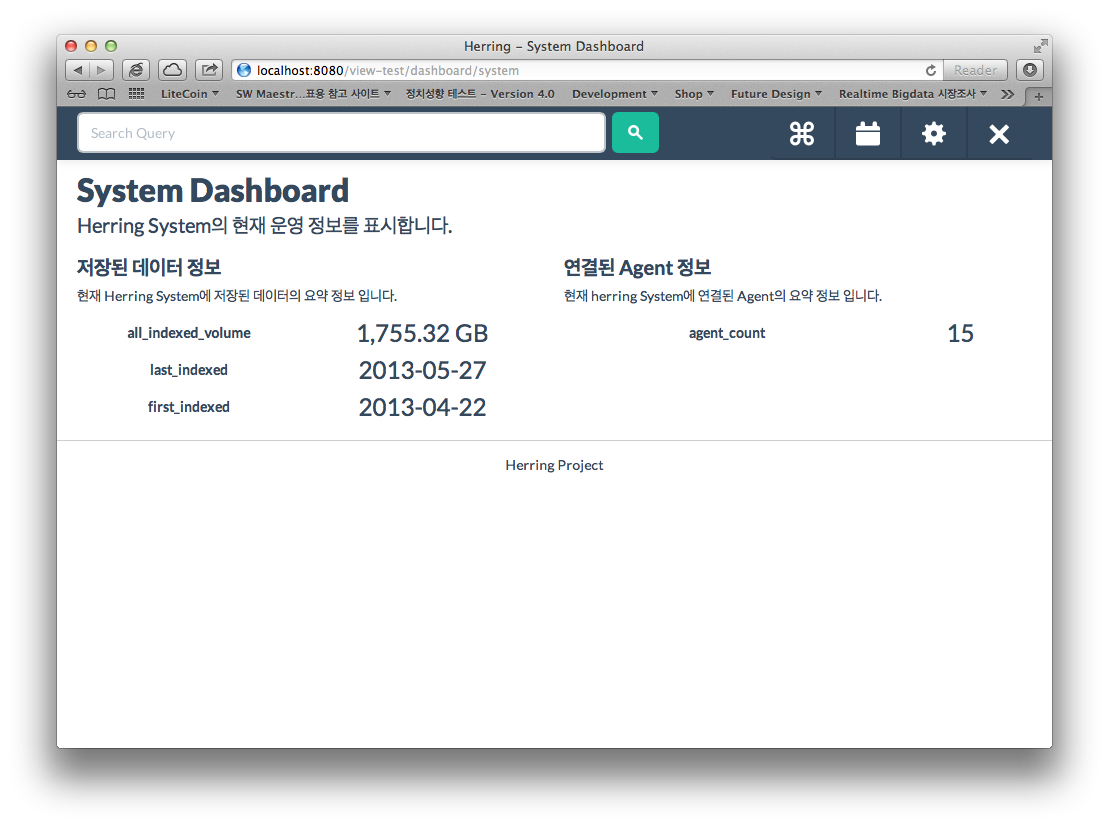 Herring – System Dashboard
localhost:8080/view-test/dashboard/system
Reader
LiteCoin SW Maestr...표용 참고 사이트 정치성향 테스트 – Version 4.0 Development Shop Future Design Realtime Bigdata 시장조사
Search Query
System Dashboard
Herring System의 현재 운영 정보를 표시합니다.
저장된 데이터 정보
현재 Herring System에 저장된 데이터의 요약 정보 입니다.
all_indexed_volume 1,755.32 GB
last_indexed 2013-05-27
first_indexed 2013-04-22
연결된 Agent 정보
현재 herring System에 연결된 Agent의 요약 정보 입니다.
agent_count 15
Herring Project